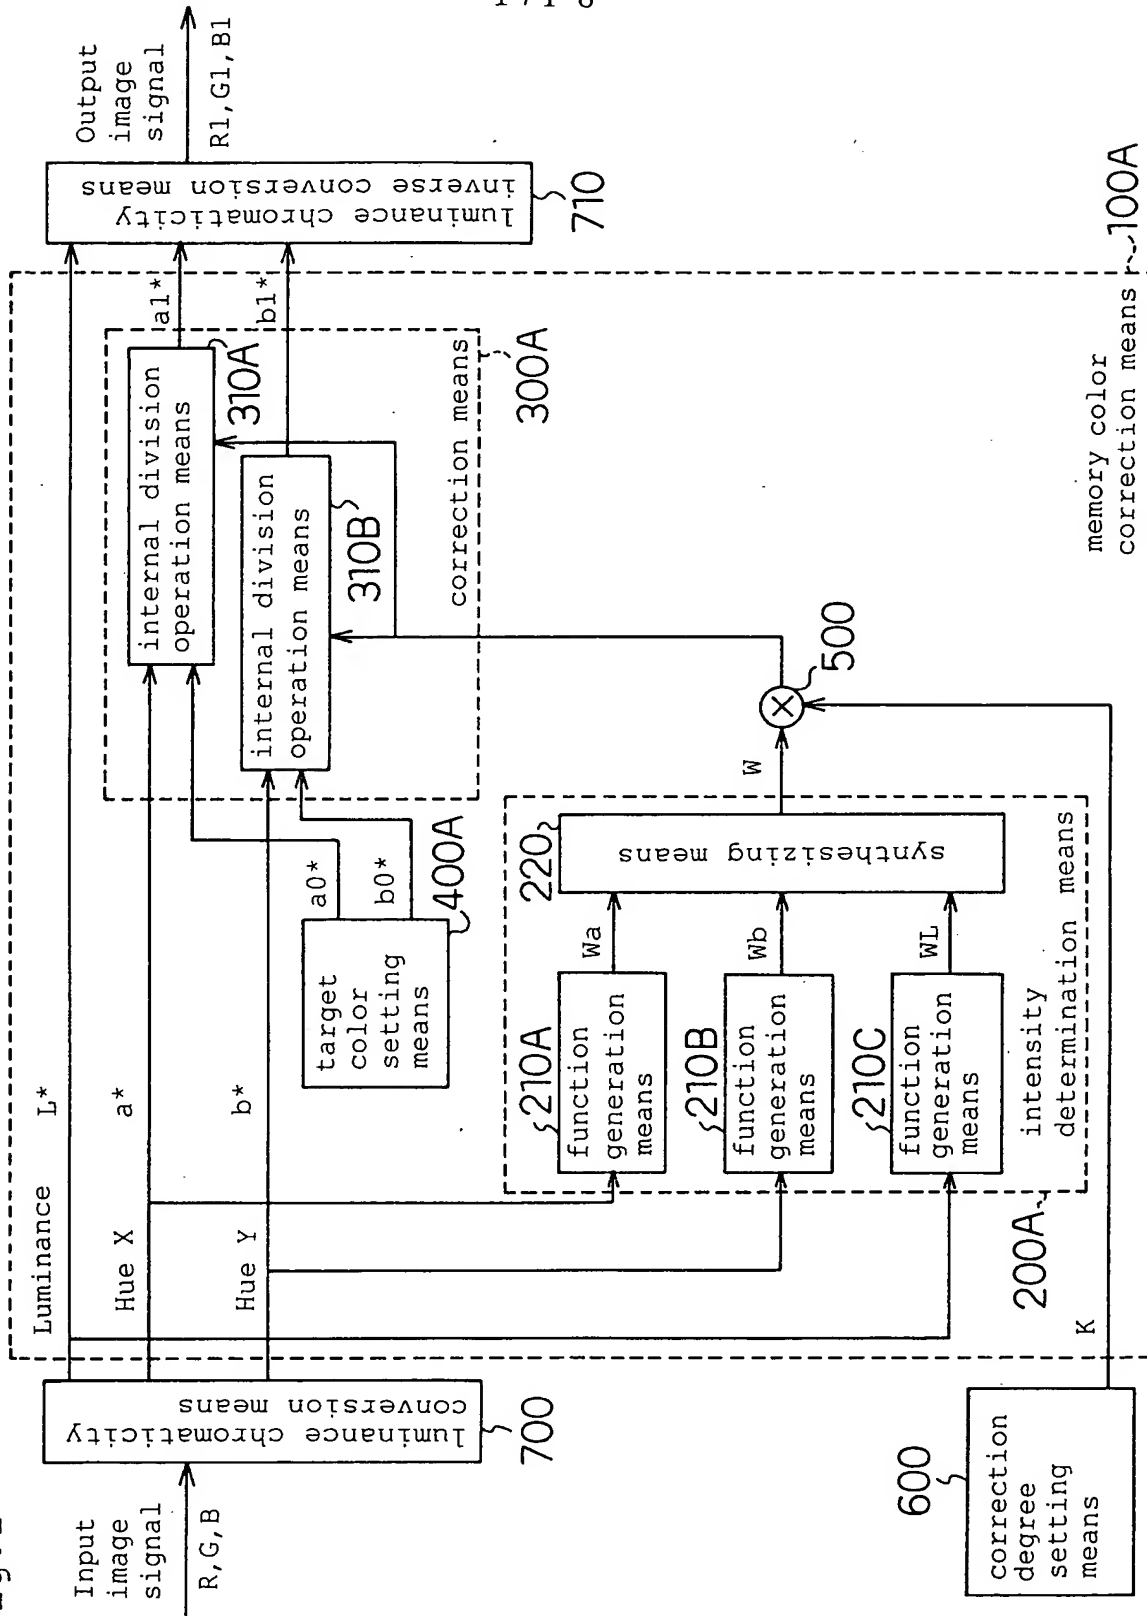 Input
image
signal
R,G,B
luminance chromaticity
conversion means
700
Luminance L*
Hue X a*
Hue Y b*
target
color
setting
means
400A
a0*
b0*
internal division
operation means
310A
internal division
operation means
310B
correction means
300A
a1*
b1*
luminance chromaticity
inverse conversion means
710
Output
image
signal
R1,G1,B1
210A
function
generation
means
Wa
210B
function
generation
means
Wb
210C
function
generation
means
WL
220
synthesizing means
W
500
intensity
determination means
200A
600
correction
degree
setting
means
K
memory color
correction means
100A